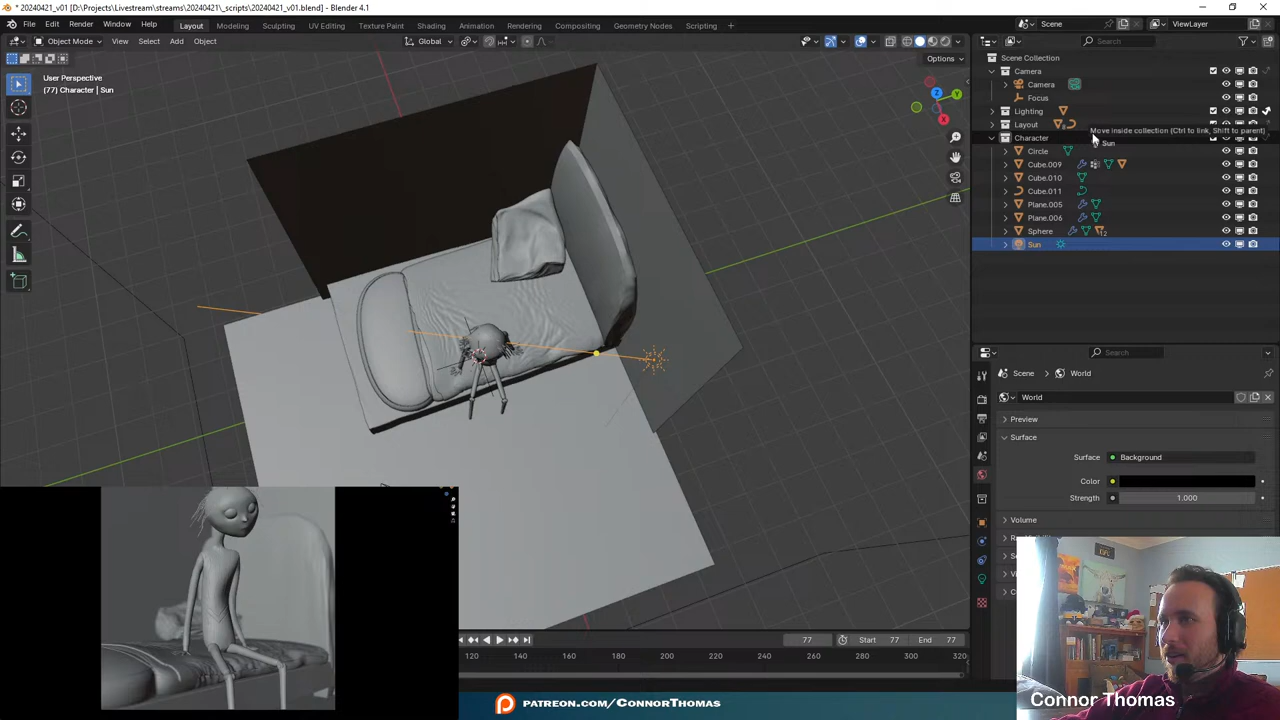 * 20240421_v01 [D:\Projects\Livestream\streams\20240421\_scripts\20240421_v01.blend] - Blender 4.1
File Edit Render Window Help Layout Modeling Sculpting UV Editing Texture Paint Shading Animation Rendering Compositing Geometry Nodes Scripting + Scene ViewLayer
Object Mode View Select Add Object Global Search
Options
User Perspective
(77) Character | Sun
Scene Collection
Camera
Camera
Focus
Lighting
Layout
Move inside collection (Ctrl to link, Shift to parent)
Character
Sun
Circle
Cube.009
Cube.010
Cube.011
Plane.005
Plane.006
Sphere
12
Sun
Search
Scene > World
World
Preview
Surface
Surface Background
Color
Strength 1.000
Volume
77 Start 77 End 77
120 140 160 180 200 220 240 260 280 300 320
PATREON.COM/CONNORTHOMAS
Connor Thomas